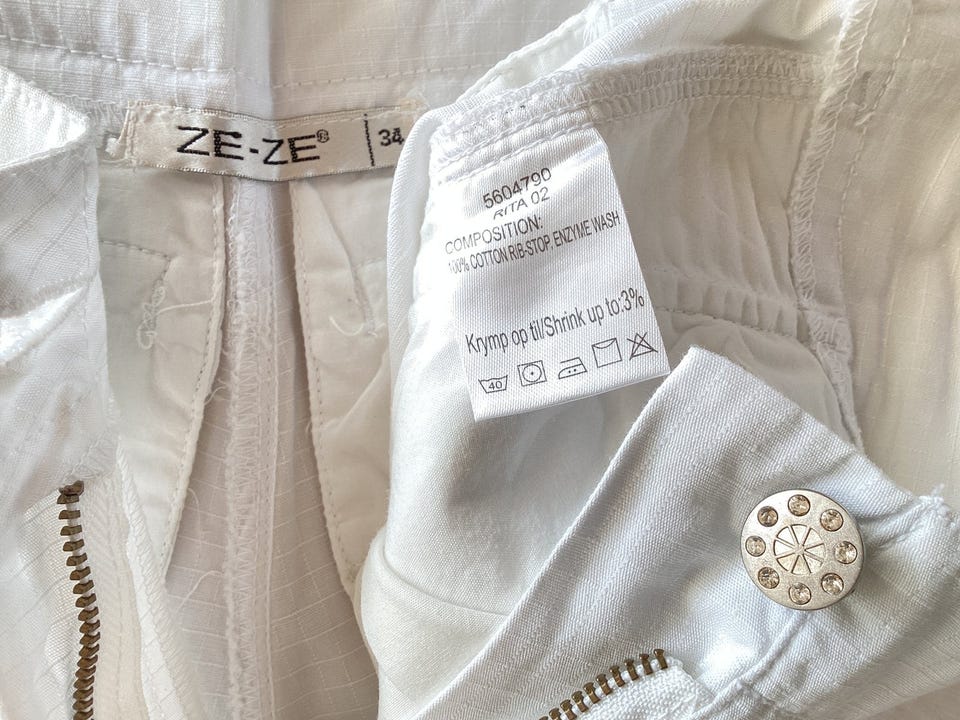 ZE-ZE®
34
5604790
RITA 02
COMPOSITION:
100% COTTON RIB-STOP ENZYME WASH
Krymp op til/Shrink up to:3%
40